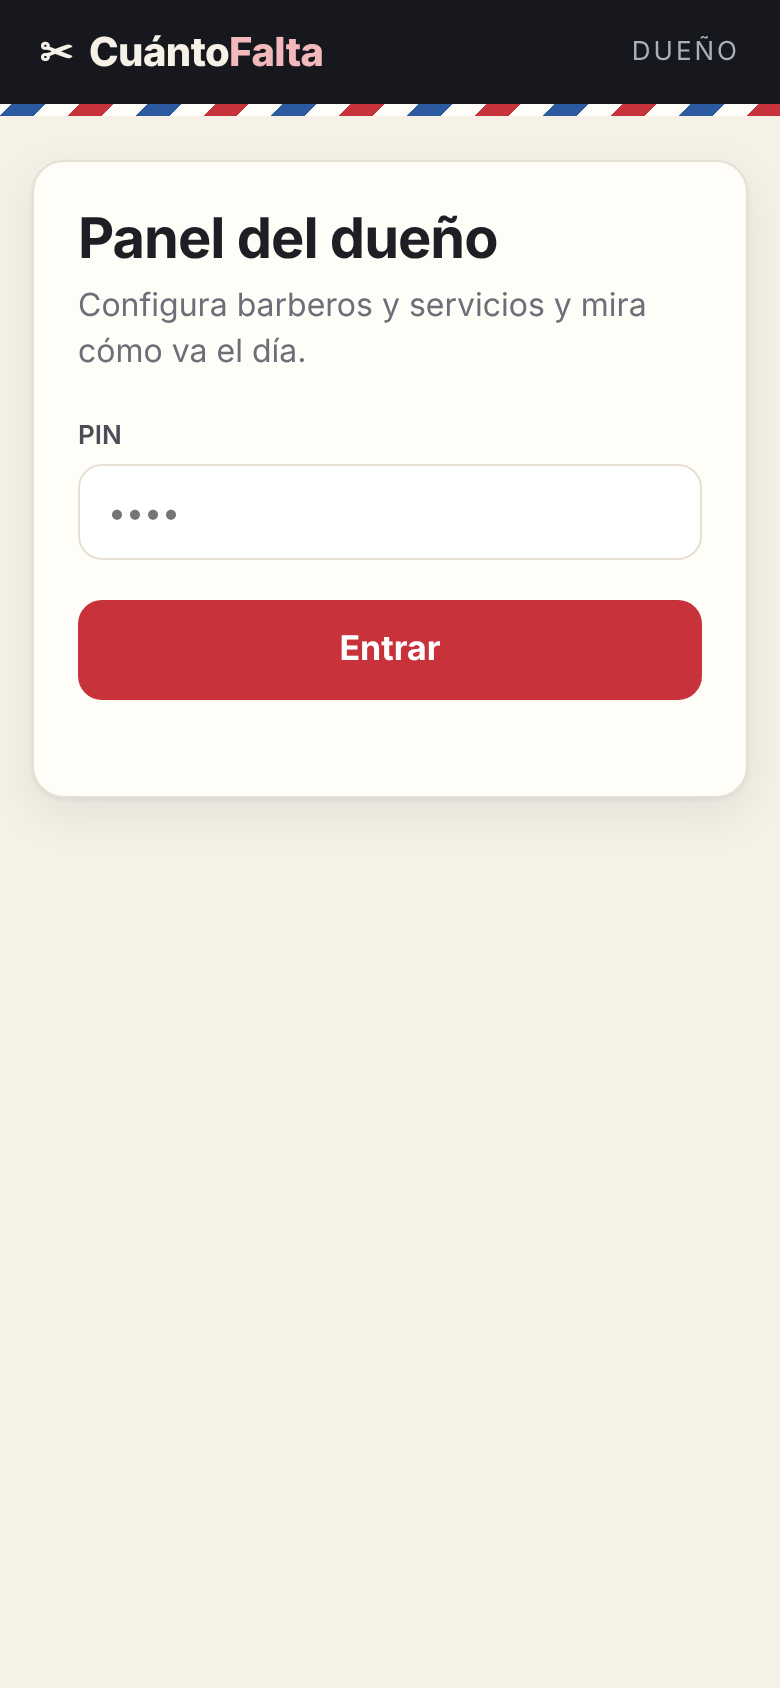 ✂ CuántoFalta
DUEÑO
Panel del dueño
Configura barberos y servicios y mira
cómo va el día.
PIN
••••
Entrar